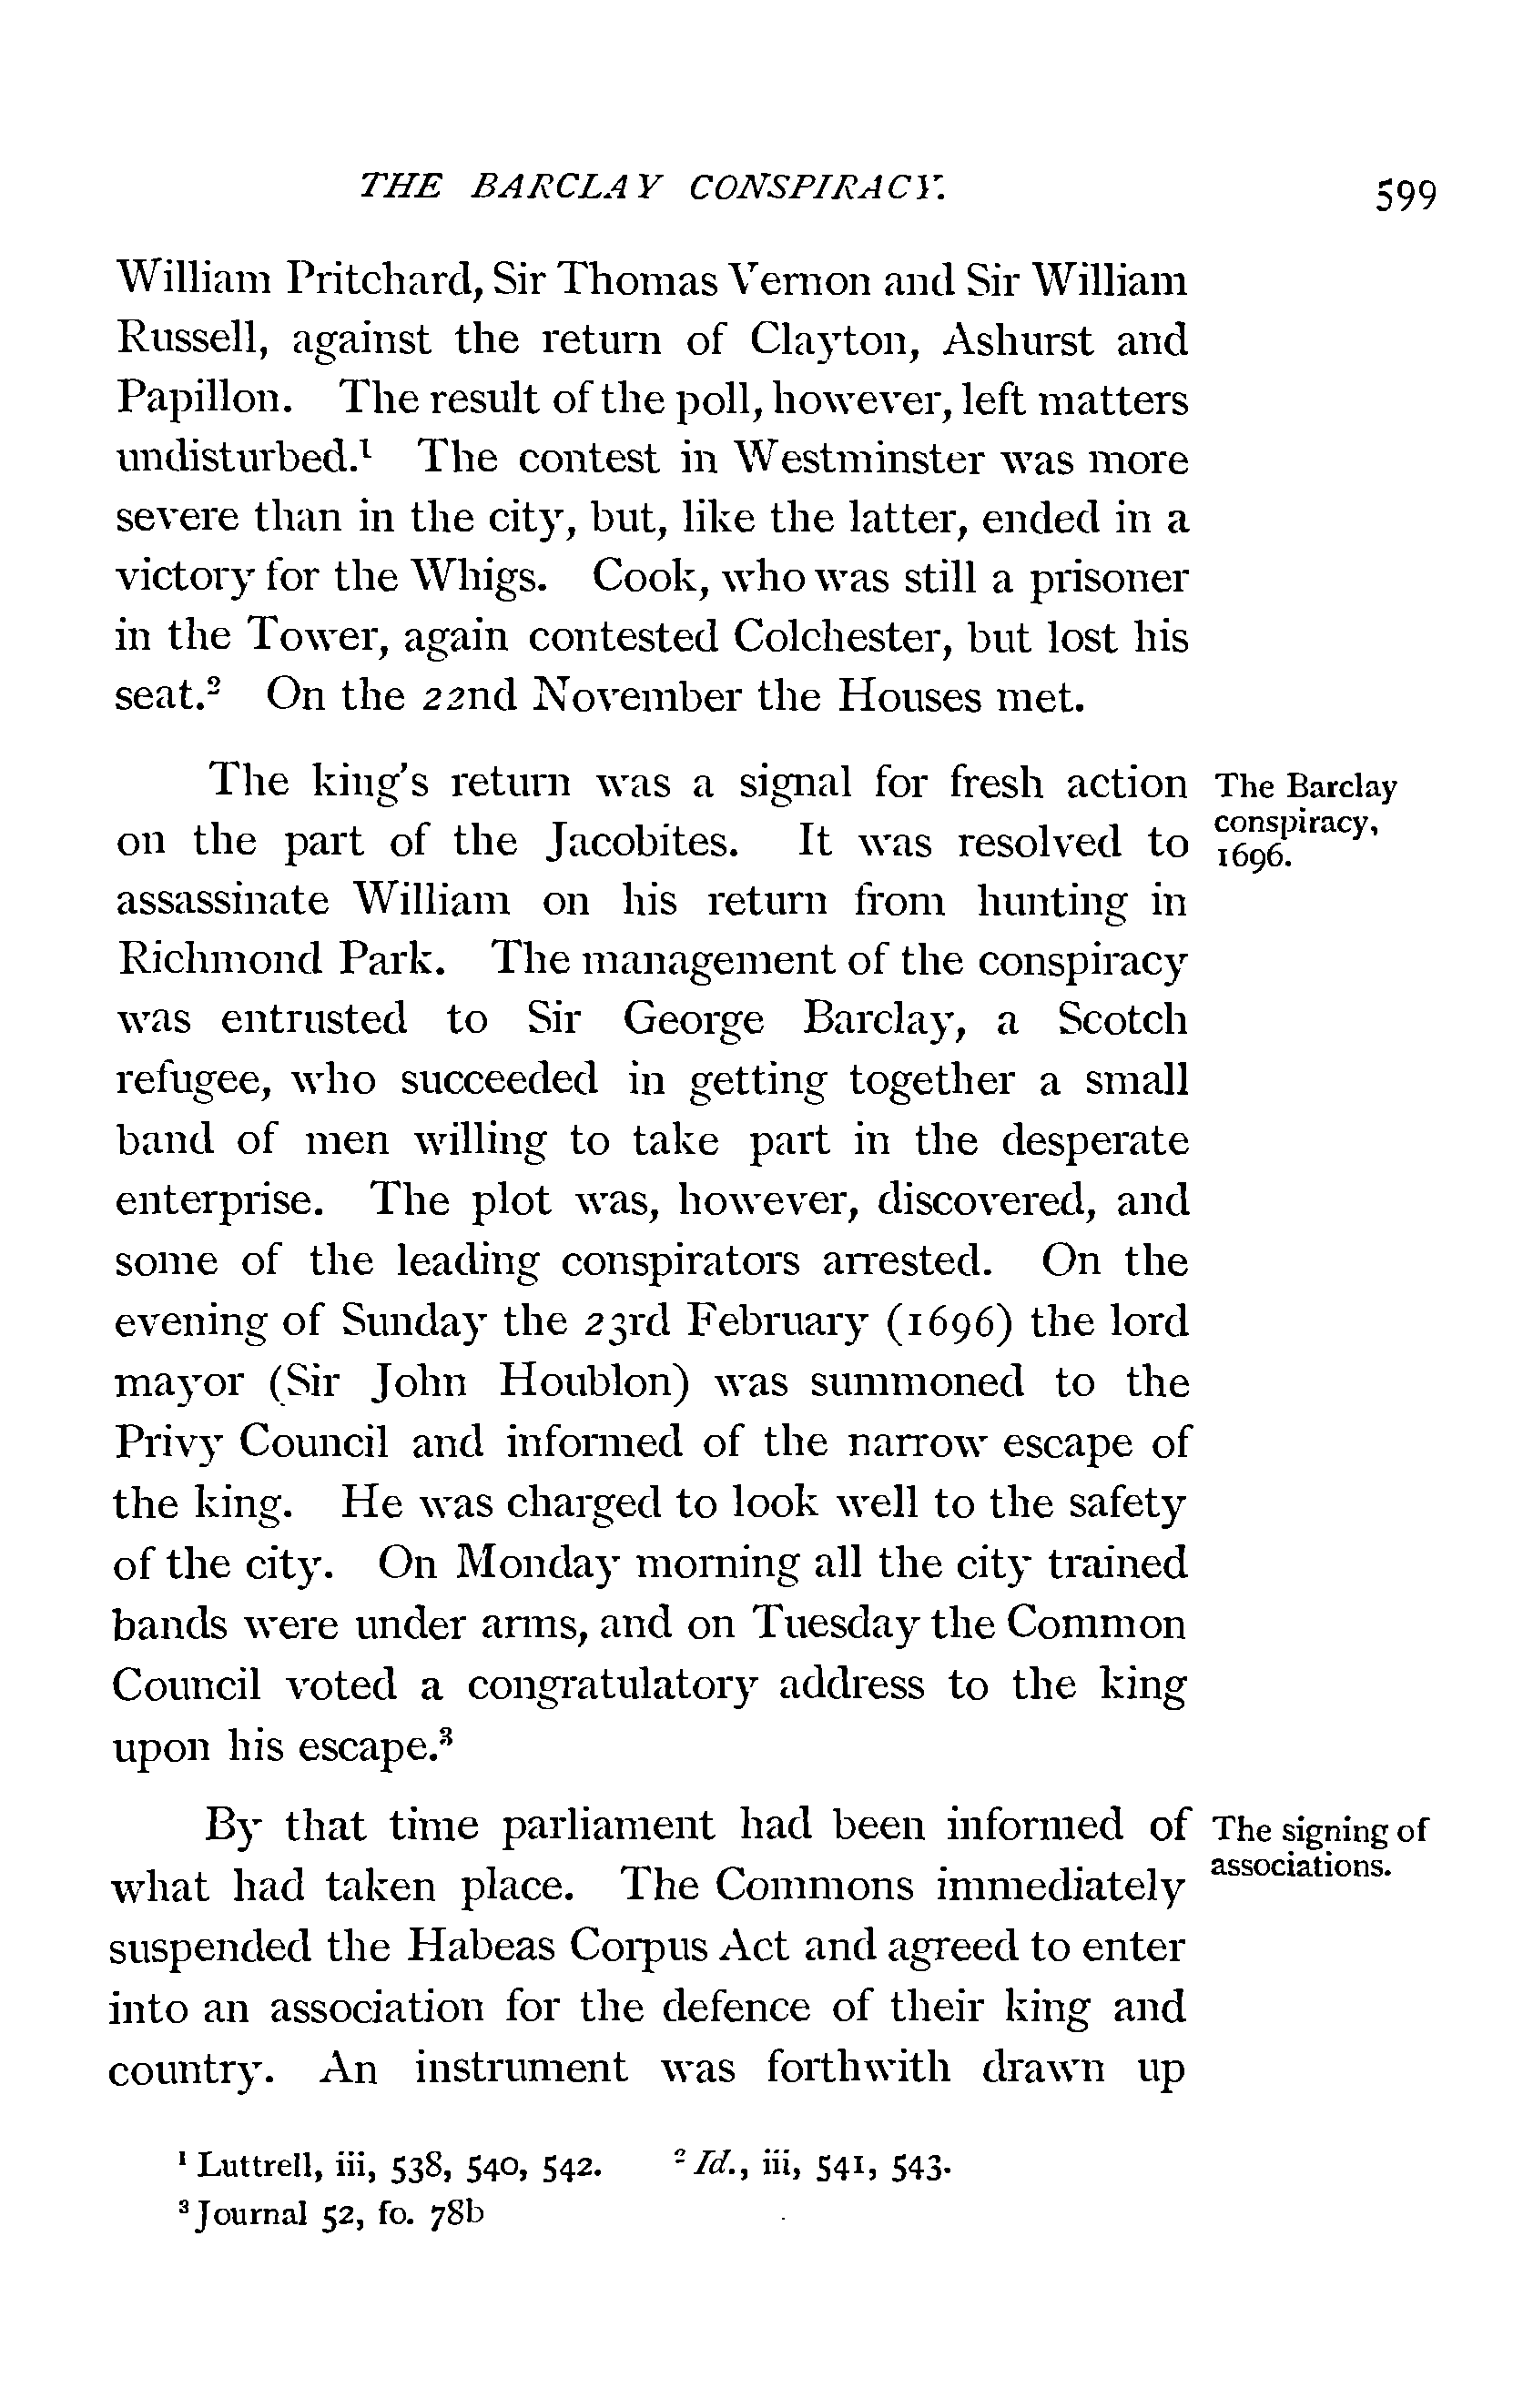 THE BARCLAY CONSPIRACY. 599
William Pritchard, Sir Thomas Vernon and Sir William
Russell, against the return of Clayton, Ashurst and
Papillon. The result of the poll, however, left matters
undisturbed.¹ The contest in Westminster was more
severe than in the city, but, like the latter, ended in a
victory for the Whigs. Cook, who was still a prisoner
in the Tower, again contested Colchester, but lost his
seat.² On the 22nd November the Houses met.
The king's return was a signal for fresh action
on the part of the Jacobites. It was resolved to
assassinate William on his return from hunting in
Richmond Park. The management of the conspiracy
was entrusted to Sir George Barclay, a Scotch
refugee, who succeeded in getting together a small
band of men willing to take part in the desperate
enterprise. The plot was, however, discovered, and
some of the leading conspirators arrested. On the
evening of Sunday the 23rd February (1696) the lord
mayor (Sir John Houblon) was summoned to the
Privy Council and informed of the narrow escape of
the king. He was charged to look well to the safety
of the city. On Monday morning all the city trained
bands were under arms, and on Tuesday the Common
Council voted a congratulatory address to the king
upon his escape.³
The Barclay
conspiracy,
1696.
By that time parliament had been informed of
what had taken place. The Commons immediately
suspended the Habeas Corpus Act and agreed to enter
into an association for the defence of their king and
country. An instrument was forthwith drawn up
The signing of
associations.
¹ Luttrell, iii, 538, 540, 542. ² Id., iii, 541, 543.
³ Journal 52, fo. 78b